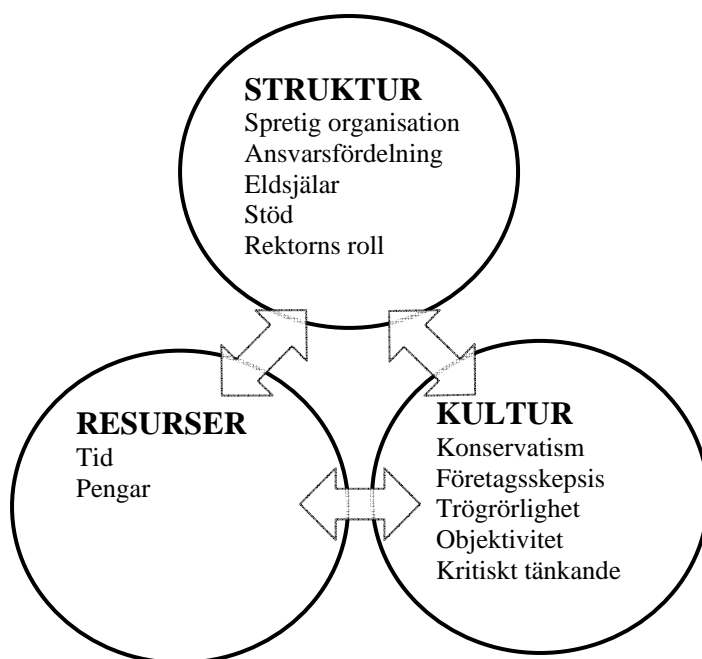 STRUKTUR
Spretig organisation
Ansvarsfördelning
Eldsjälar
Stöd
Rektorns roll
RESURSER
Tid
Pengar
KULTUR
Konservatism
Företagsskepsis
Trögrörlighet
Objektivitet
Kritiskt tänkande